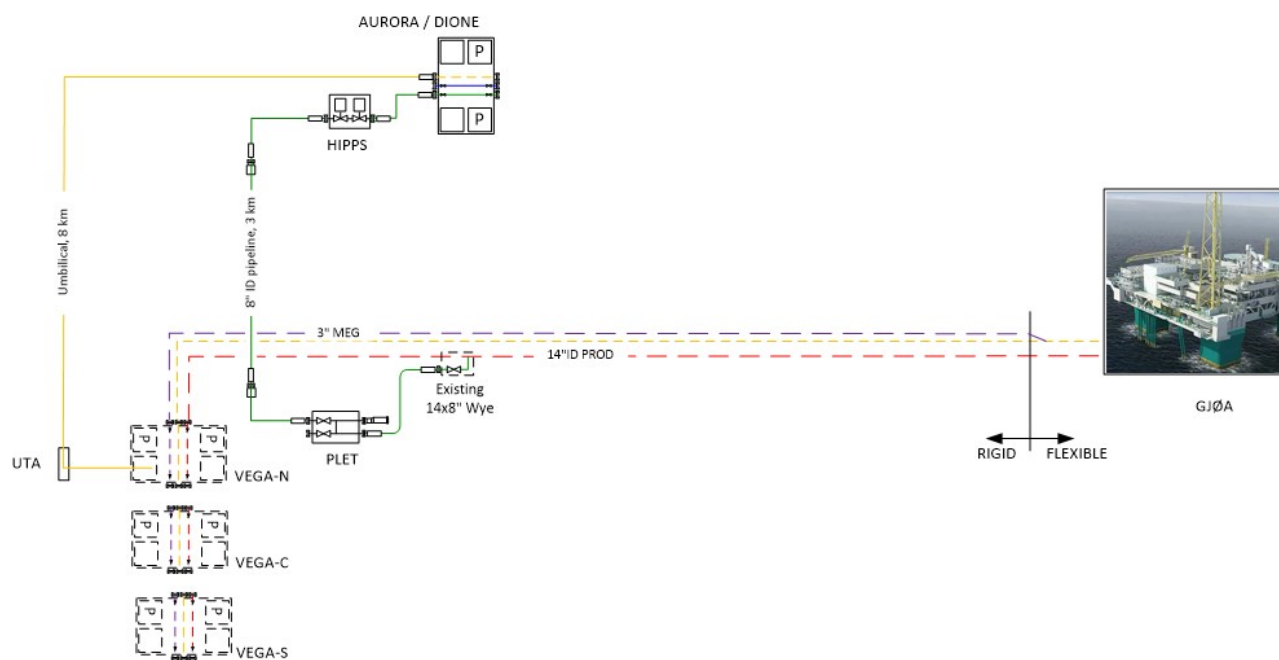 AURORA / DIONE
P
HIPPS
P
Umbilical, 8 km
8" ID pipeline, 3 km
3" MEG
14"ID PROD
Existing
14x8" Wye
GJØA
RIGID
FLEXIBLE
PLET
UTA
P
P
VEGA-N
P
P
VEGA-C
P
P
VEGA-S